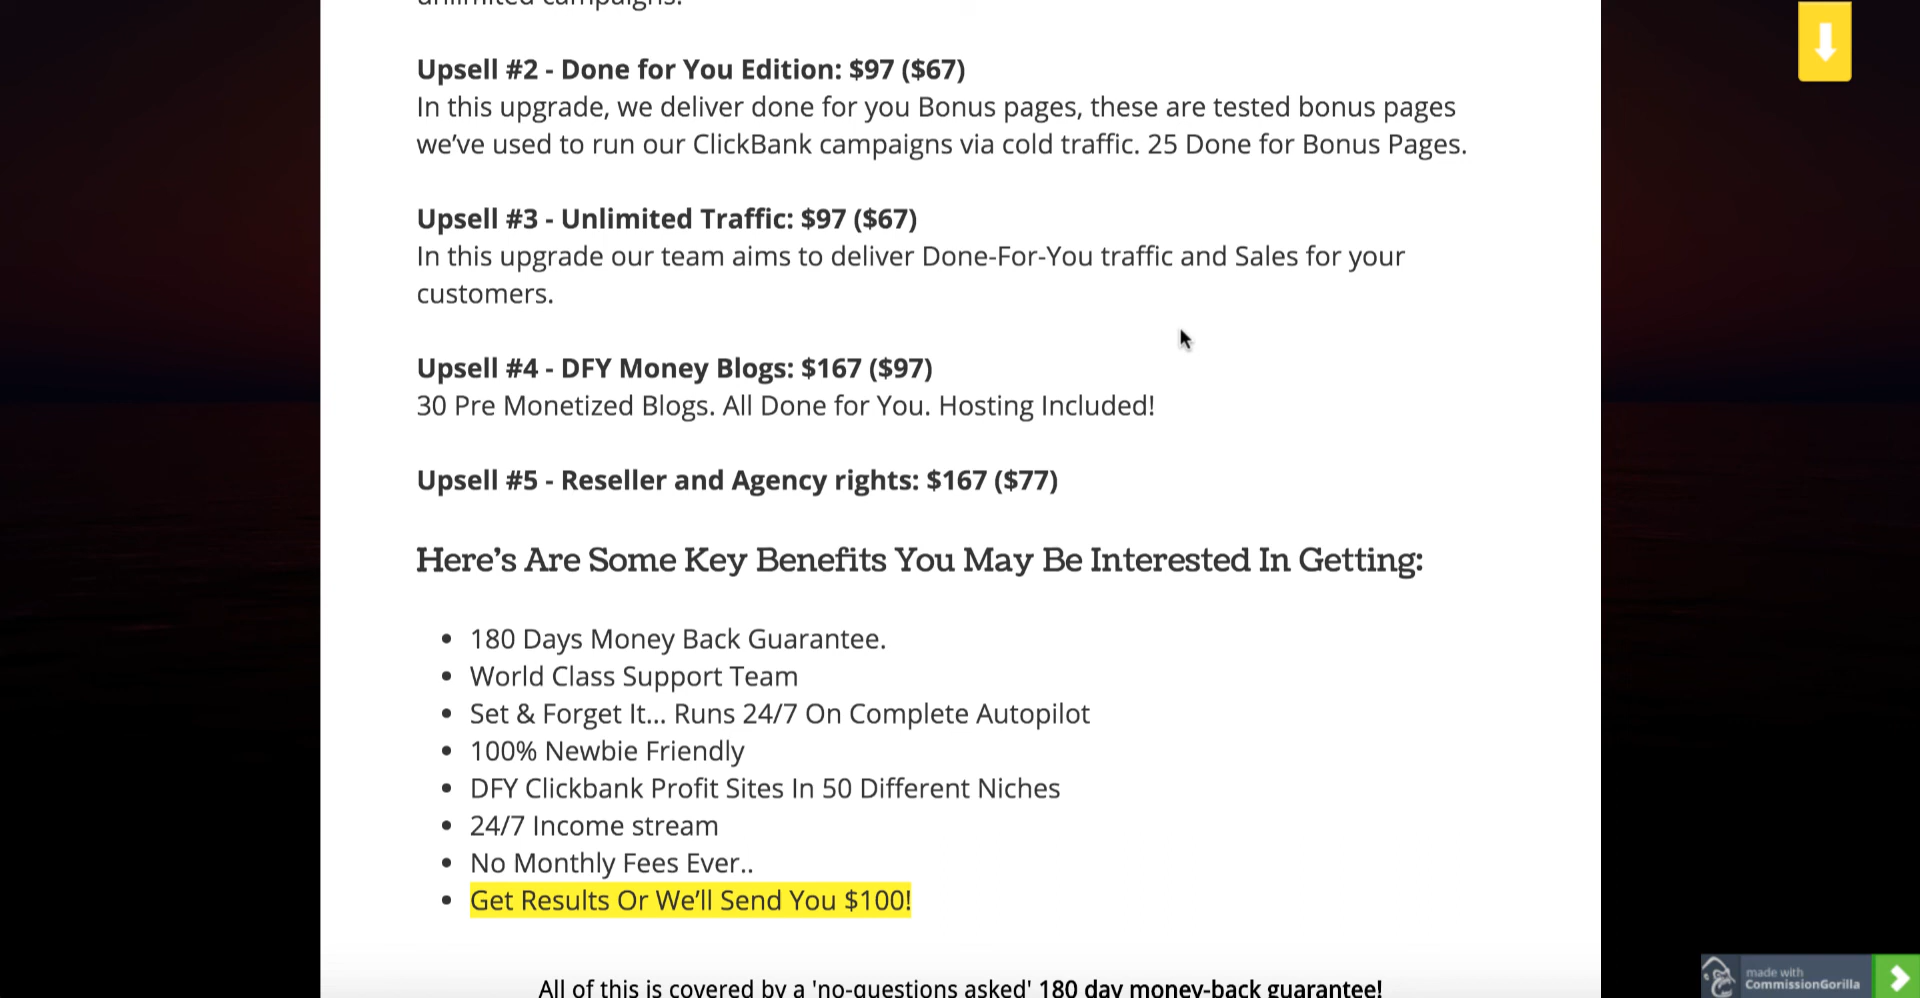 unlimited campaigns.
Upsell #2 - Done for You Edition: $97 ($67)
In this upgrade, we deliver done for you Bonus pages, these are tested bonus pages
we’ve used to run our ClickBank campaigns via cold traffic. 25 Done for Bonus Pages.
Upsell #3 - Unlimited Traffic: $97 ($67)
In this upgrade our team aims to deliver Done-For-You traffic and Sales for your
customers.
Upsell #4 - DFY Money Blogs: $167 ($97)
30 Pre Monetized Blogs. All Done for You. Hosting Included!
Upsell #5 - Reseller and Agency rights: $167 ($77)
Here’s Are Some Key Benefits You May Be Interested In Getting:
• 180 Days Money Back Guarantee.
• World Class Support Team
• Set & Forget It... Runs 24/7 On Complete Autopilot
• 100% Newbie Friendly
• DFY Clickbank Profit Sites In 50 Different Niches
• 24/7 Income stream
• No Monthly Fees Ever..
• Get Results Or We’ll Send You $100!
All of this is covered by a 'no-questions asked' 180 day money-back guarantee!
made with
CommissionGorilla